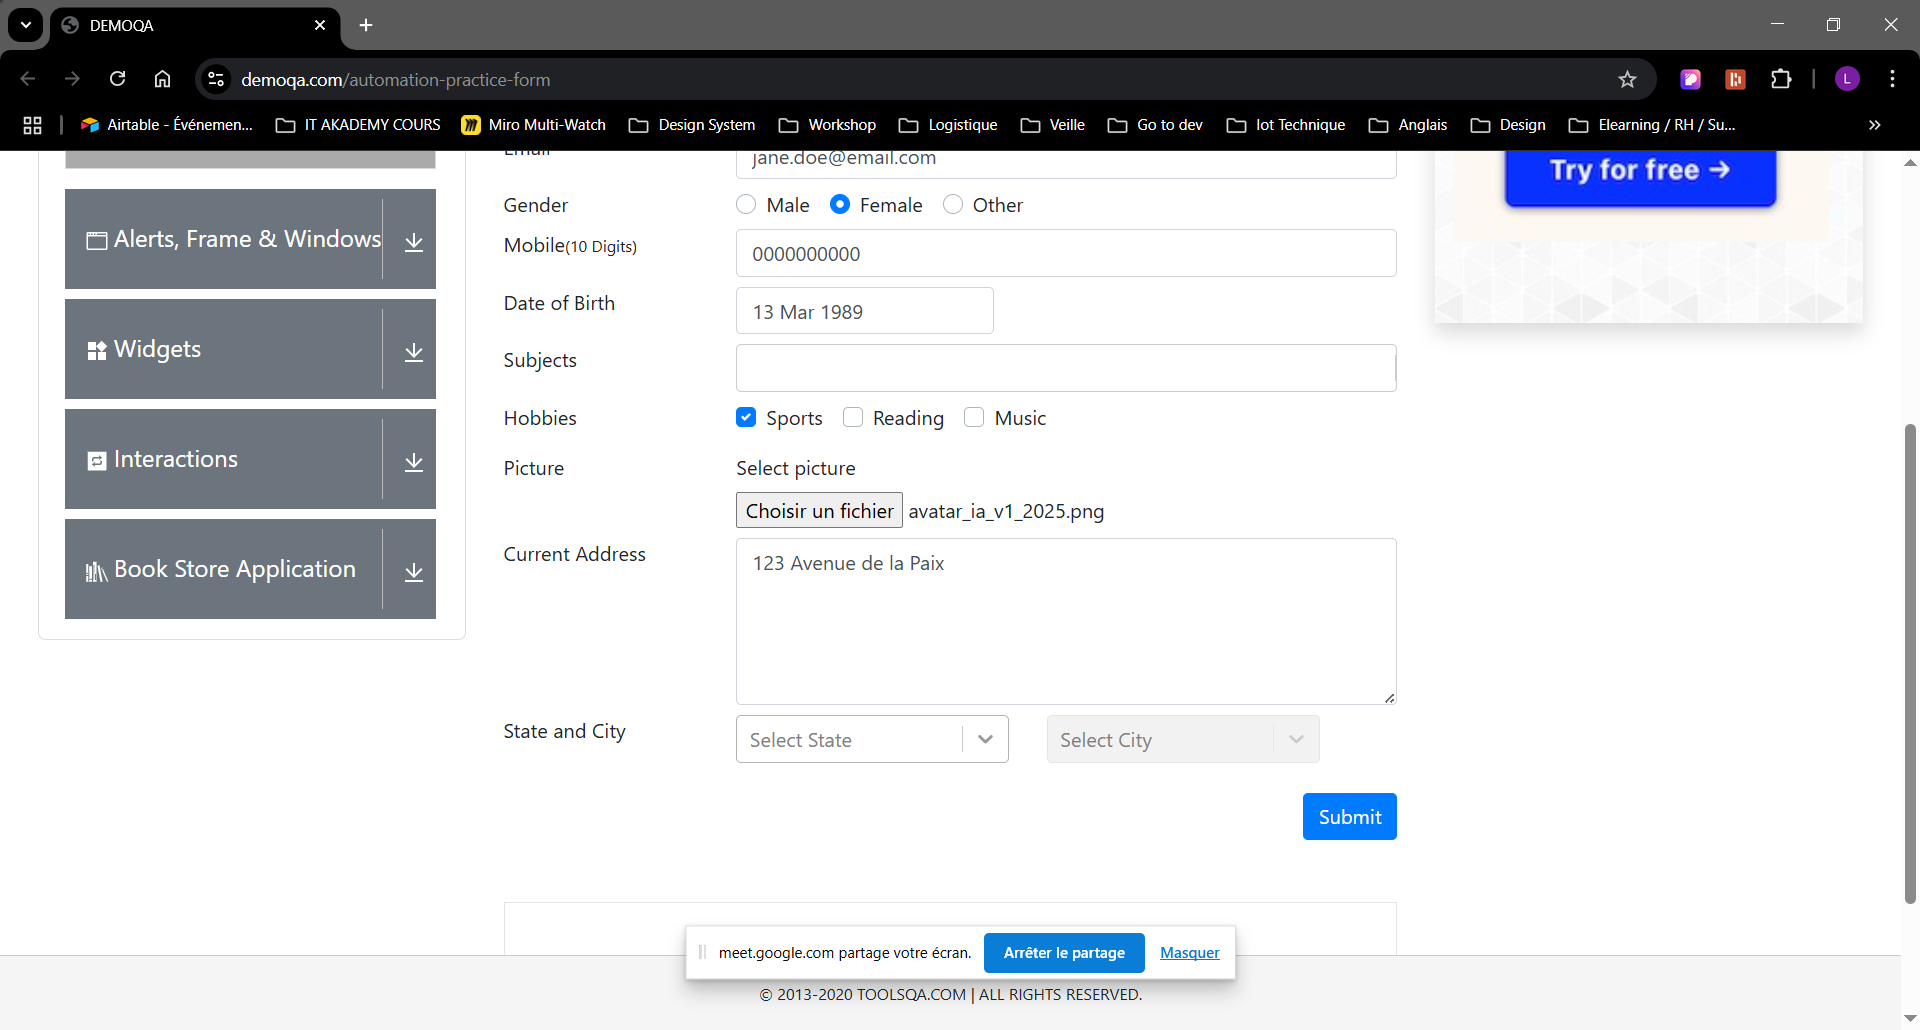 DEMOQA
demoqa.com/automation-practice-form
L
Airtable - Événemen...
IT AKADEMY COURS
Miro Multi-Watch
Design System
Workshop
Logistique
Veille
Go to dev
Iot Technique
Anglais
Design
Elearning / RH / Su...
Email
jane.doe@email.com
Try for free →
Gender
Male
Female
Other
Alerts, Frame & Windows
Mobile(10 Digits)
0000000000
Date of Birth
13 Mar 1989
Widgets
Subjects
Hobbies
Sports
Reading
Music
Interactions
Picture
Select picture
Choisir un fichier avatar_ia_v1_2025.png
Book Store Application
Current Address
123 Avenue de la Paix
State and City
Select State
Select City
Submit
meet.google.com partage votre écran.
Arrêter le partage
Masquer
© 2013-2020 TOOLSQA.COM | ALL RIGHTS RESERVED.